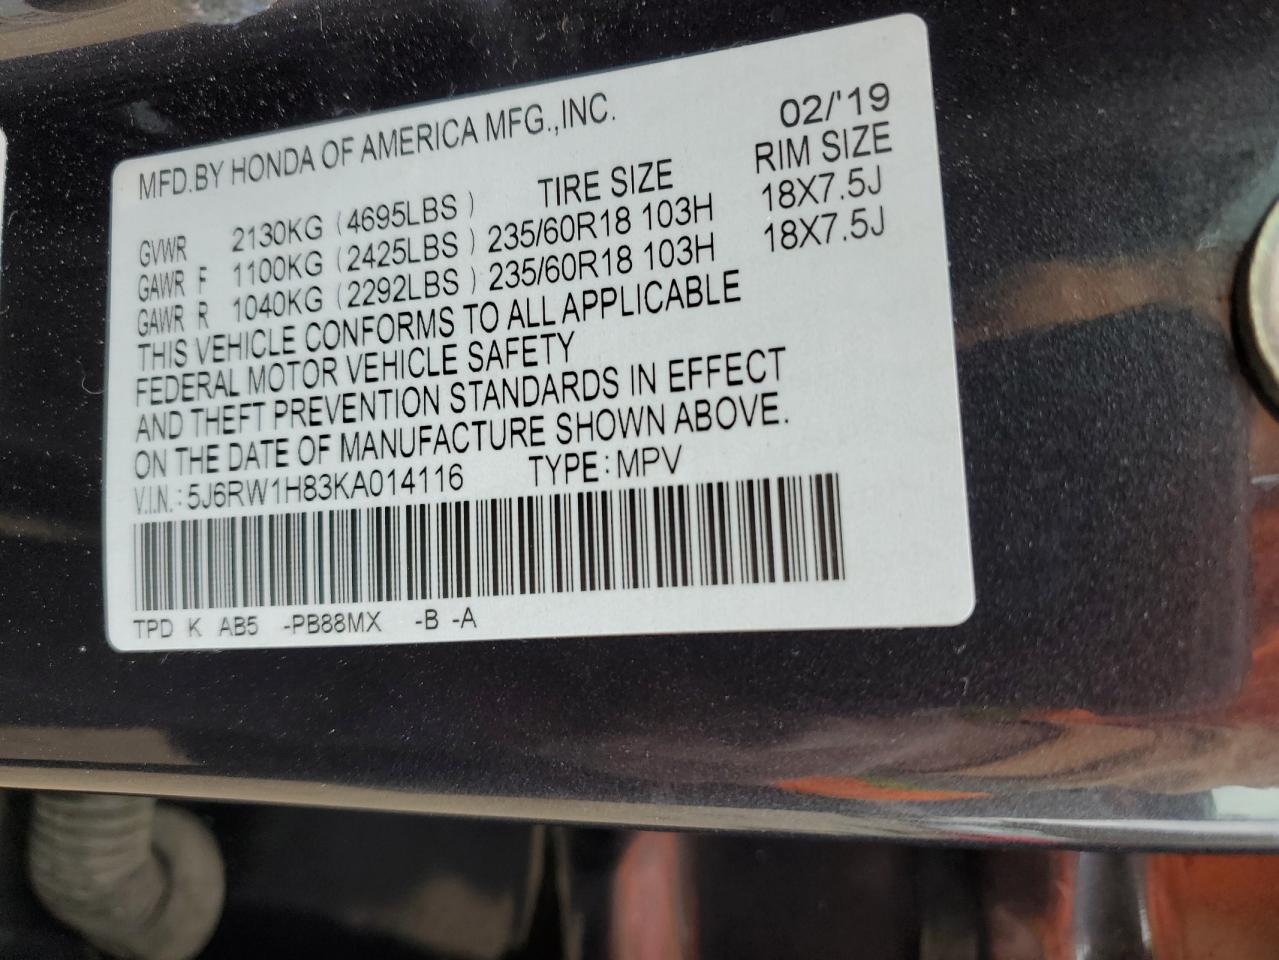 MFD.BY HONDA OF AMERICA MFG.,INC. 02/'19
TIRE SIZE RIM SIZE
GVWR 2130KG (4695LBS)
GAWR F 1100KG (2425LBS) 235/60R18 103H 18X7.5J
GAWR R 1040KG (2292LBS) 235/60R18 103H 18X7.5J
THIS VEHICLE CONFORMS TO ALL APPLICABLE
FEDERAL MOTOR VEHICLE SAFETY
AND THEFT PREVENTION STANDARDS IN EFFECT
ON THE DATE OF MANUFACTURE SHOWN ABOVE.
V.I.N.: 5J6RW1H83KA014116 TYPE: MPV
TPD K AB5 -PB88MX -B -A